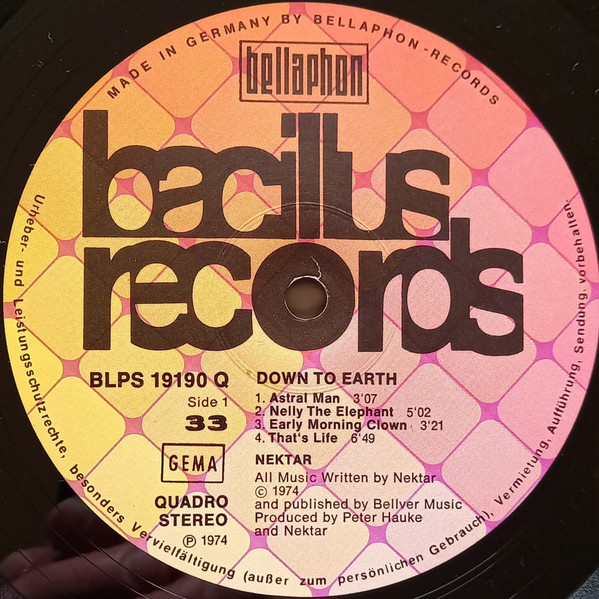 MADE IN GERMANY BY BELLAPHON-RECORDS
bellaphon
bacillus
records
BLPS 19190 Q
Side 1
33
GEMA
QUADRO
STEREO
℗ 1974
DOWN TO EARTH
1. Astral Man 3'07
2. Nelly The Elephant 5'02
3. Early Morning Clown 3'21
4. That's Life 6'49
NEKTAR
All Music Written by Nektar
© 1974
and published by Bellver Music
Produced by Peter Hauke
and Nektar
Urheber- und Leistungsschutzrechte, besonders Vervielfältigung (außer zum persönlichen Gebrauch), Vermietung, Aufführung, Sendung, vorbehalten.